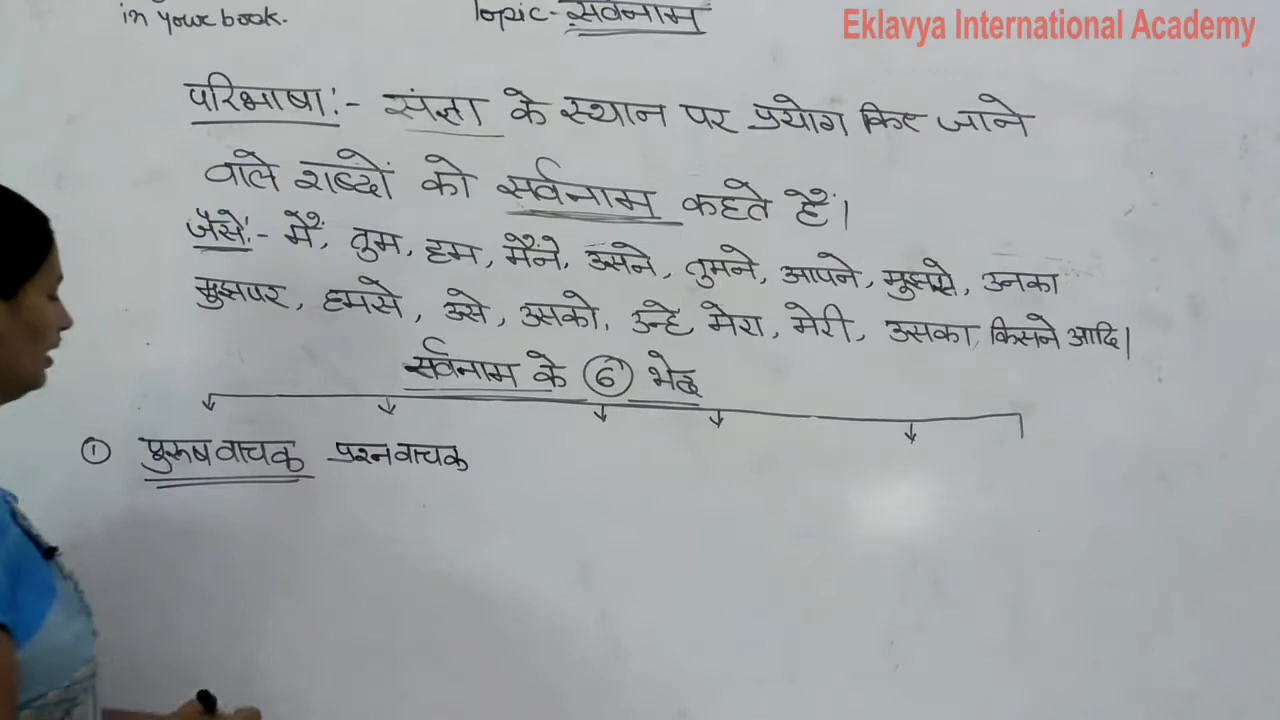 in your book.
Topic- सर्वनाम
Eklavya International Academy
परिभाषा:- संज्ञा के स्थान पर प्रयोग किए जाने
वाले शब्दों को सर्वनाम कहते हैं।
जैसे:- मैं, तुम, हम, मैंने, उसने, तुमने, आपने, मुझसे, उनका
मुझपर, हमसे, उसे, उसको, उन्हे, मेरा, मेरी, उसका, किसने आदि।
सर्वनाम के 6 भेद
① पुरुषवाचक प्रश्नवाचक